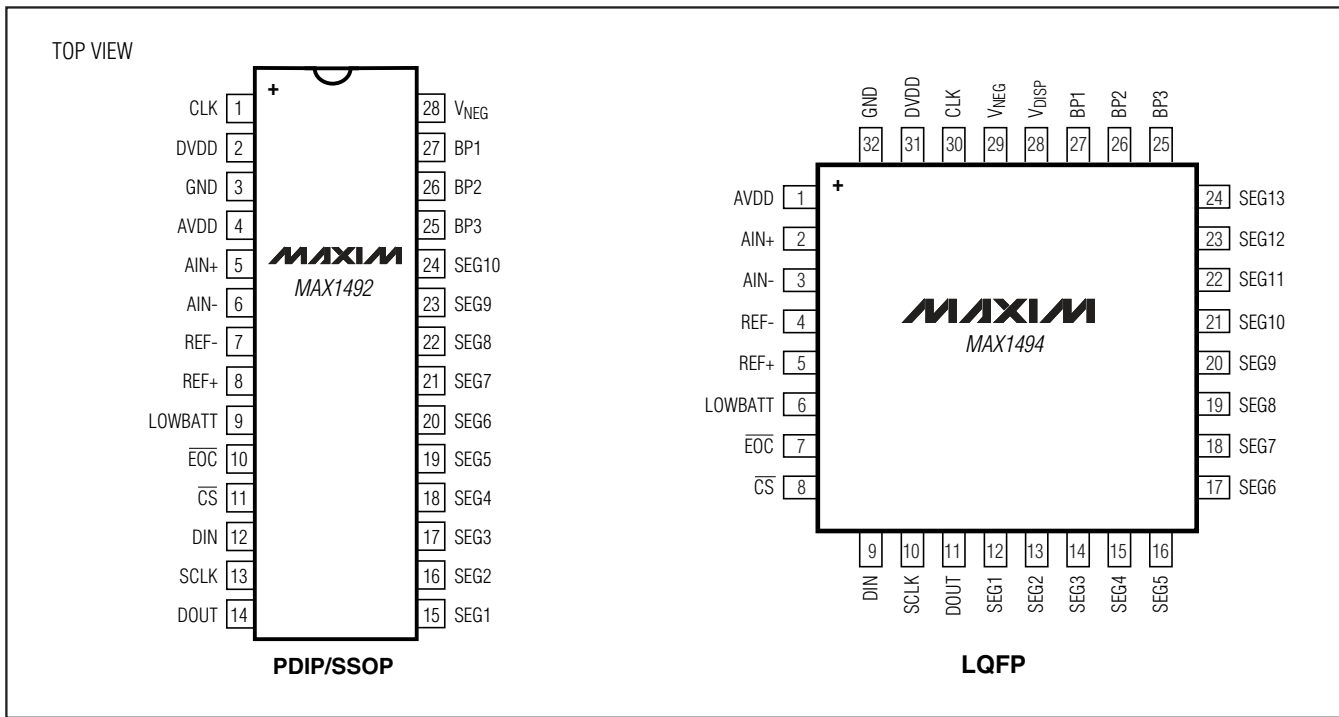 TOP VIEW
+
CLK 1
DVDD 2
GND 3
AVDD 4
AIN+ 5
AIN- 6
REF- 7
REF+ 8
LOWBATT 9
EOC 10
CS 11
DIN 12
SCLK 13
DOUT 14
MAXIM
MAX1492
28 VNEG
27 BP1
26 BP2
25 BP3
24 SEG10
23 SEG9
22 SEG8
21 SEG7
20 SEG6
19 SEG5
18 SEG4
17 SEG3
16 SEG2
15 SEG1
PDIP/SSOP
GND DVDD CLK VNEG VDISP BP1 BP2 BP3
32 31 30 29 28 27 26 25
+
AVDD 1
AIN+ 2
AIN- 3
REF- 4
REF+ 5
LOWBATT 6
EOC 7
CS 8
MAXIM
MAX1494
24 SEG13
23 SEG12
22 SEG11
21 SEG10
20 SEG9
19 SEG8
18 SEG7
17 SEG6
9 10 11 12 13 14 15 16
DIN SCLK DOUT SEG1 SEG2 SEG3 SEG4 SEG5
LQFP